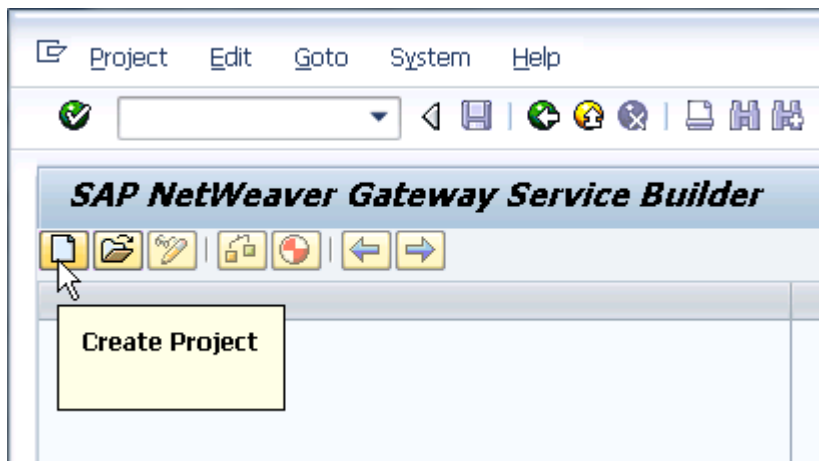 Project Edit Goto System Help
SAP NetWeaver Gateway Service Builder
Create Project